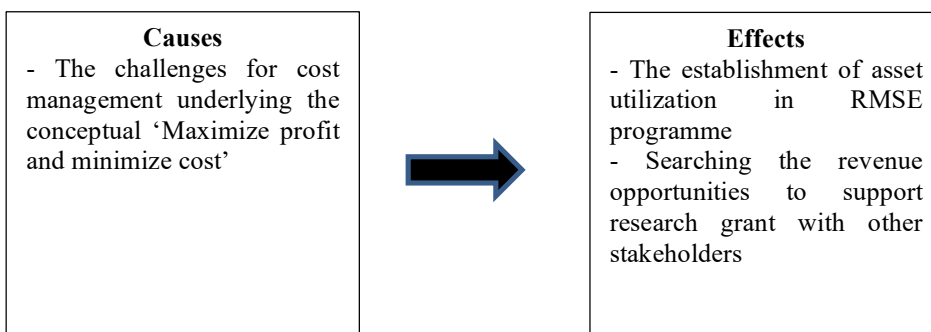 Causes
- The challenges for cost
management underlying the
conceptual ‘Maximize profit
and minimize cost’
Effects
- The establishment of asset
utilization in RMSE
programme
- Searching the revenue
opportunities to support
research grant with other
stakeholders